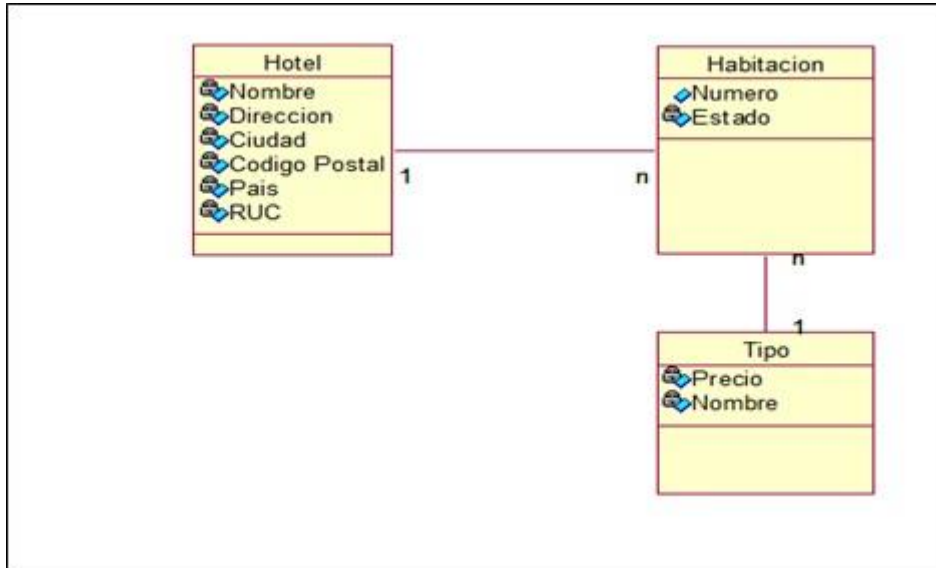 Hotel
Nombre
Direccion
Ciudad
Codigo Postal
Pais
RUC
1
n
Habitacion
Numero
Estado
n
1
Tipo
Precio
Nombre